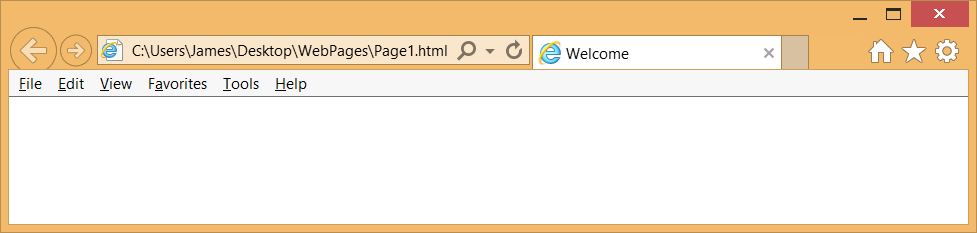 C:\Users\James\Desktop\WebPages\Page1.html
Welcome
File Edit View Favorites Tools Help